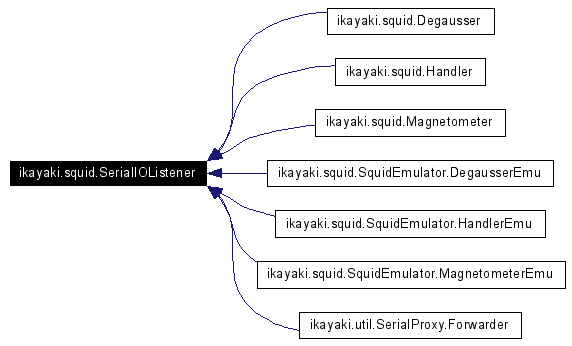 ikayaki.squid.Degausser
ikayaki.squid.Handler
ikayaki.squid.Magnetometer
ikayaki.squid.SerialIOListener
ikayaki.squid.SquidEmulator.DegausserEmu
ikayaki.squid.SquidEmulator.HandlerEmu
ikayaki.squid.SquidEmulator.MagnetometerEmu
ikayaki.util.SerialProxy.Forwarder